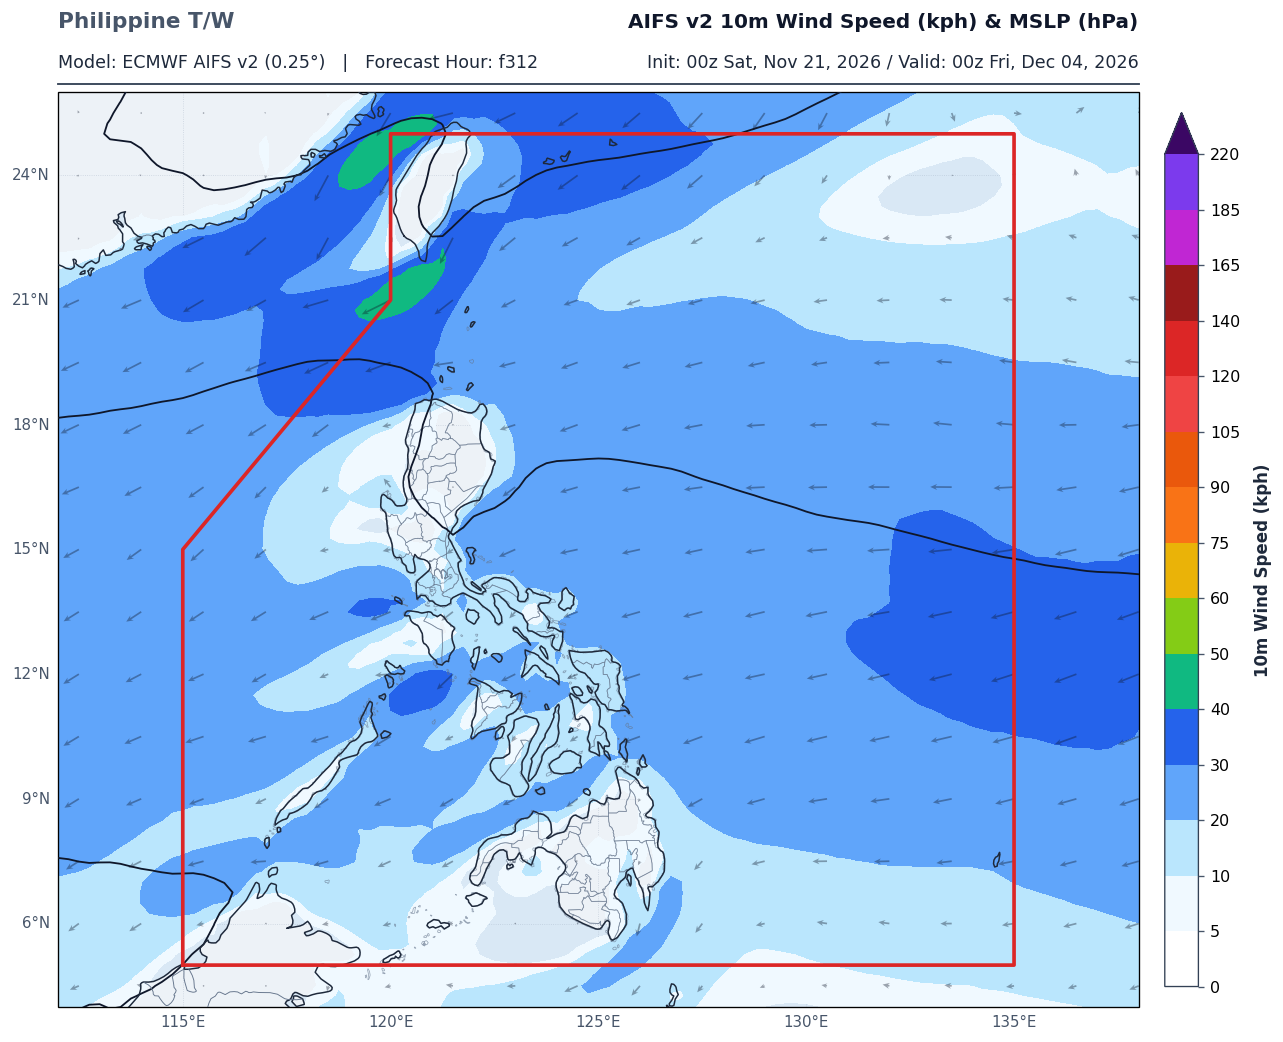 Philippine T/W
AIFS v2 10m Wind Speed (kph) & MSLP (hPa)
Model: ECMWF AIFS v2 (0.25°) | Forecast Hour: f312
Init: 00z Sat, Nov 21, 2026 / Valid: 00z Fri, Dec 04, 2026
24°N
21°N
18°N
15°N
12°N
9°N
6°N
115°E
120°E
125°E
130°E
135°E
220
185
165
140
120
105
90
75
60
50
40
30
20
10
5
0
10m Wind Speed (kph)